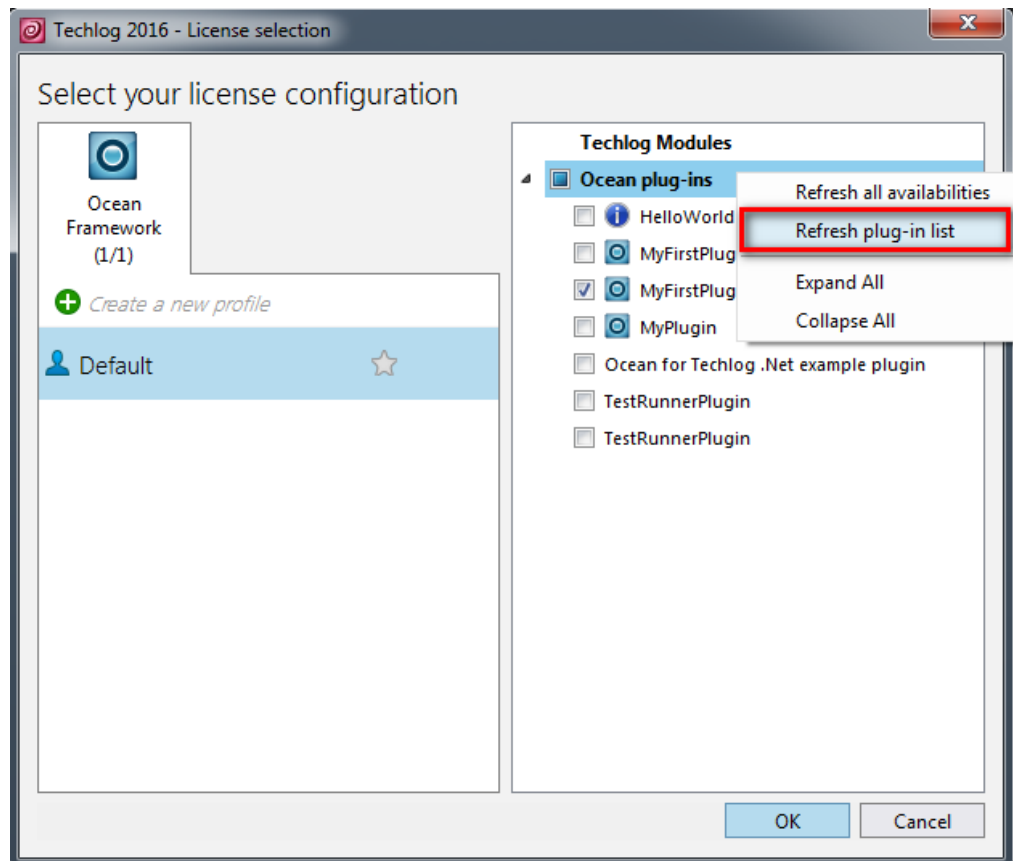 Techlog 2016 - License selection
Select your license configuration
Ocean
Framework
(1/1)
Create a new profile
Default
Techlog Modules
Ocean plug-ins
HelloWorld
MyFirstPlug
MyFirstPlug
MyPlugin
Ocean for Techlog .Net example plugin
TestRunnerPlugin
TestRunnerPlugin
Refresh all availabilities
Refresh plug-in list
Expand All
Collapse All
OK
Cancel